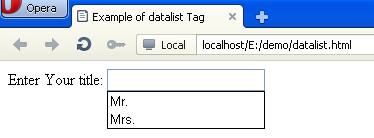 Opera
Example of datalist Tag
Local
localhost/E:/demo/datalist.html
Enter Your title:
Mr.
Mrs.